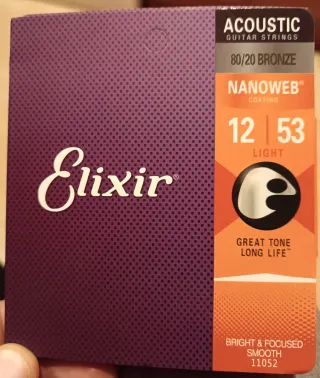 ACOUSTIC
GUITAR STRINGS
80/20 BRONZE
NANOWEB®
COATING
12 | 53
LIGHT
Elixir®
GREAT TONE
LONG LIFE™
BRIGHT & FOCUSED
SMOOTH
11052